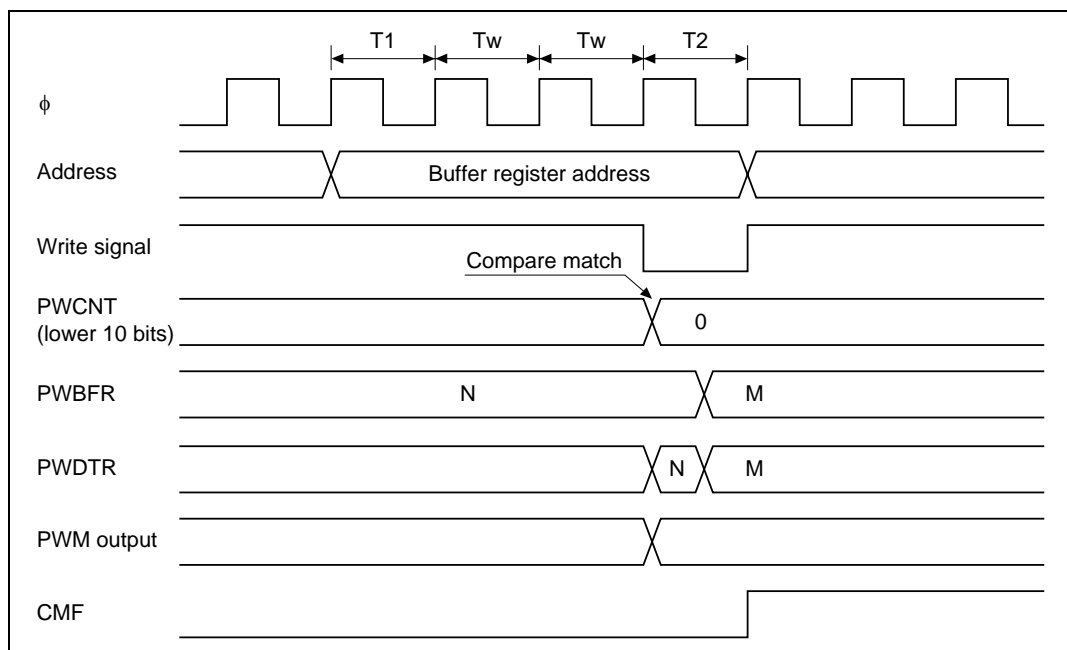 T1 Tw Tw T2
ϕ
Address Buffer register address
Write signal
Compare match
PWCNT
(lower 10 bits) 0
PWBFR N M
PWDTR N M
PWM output
CMF